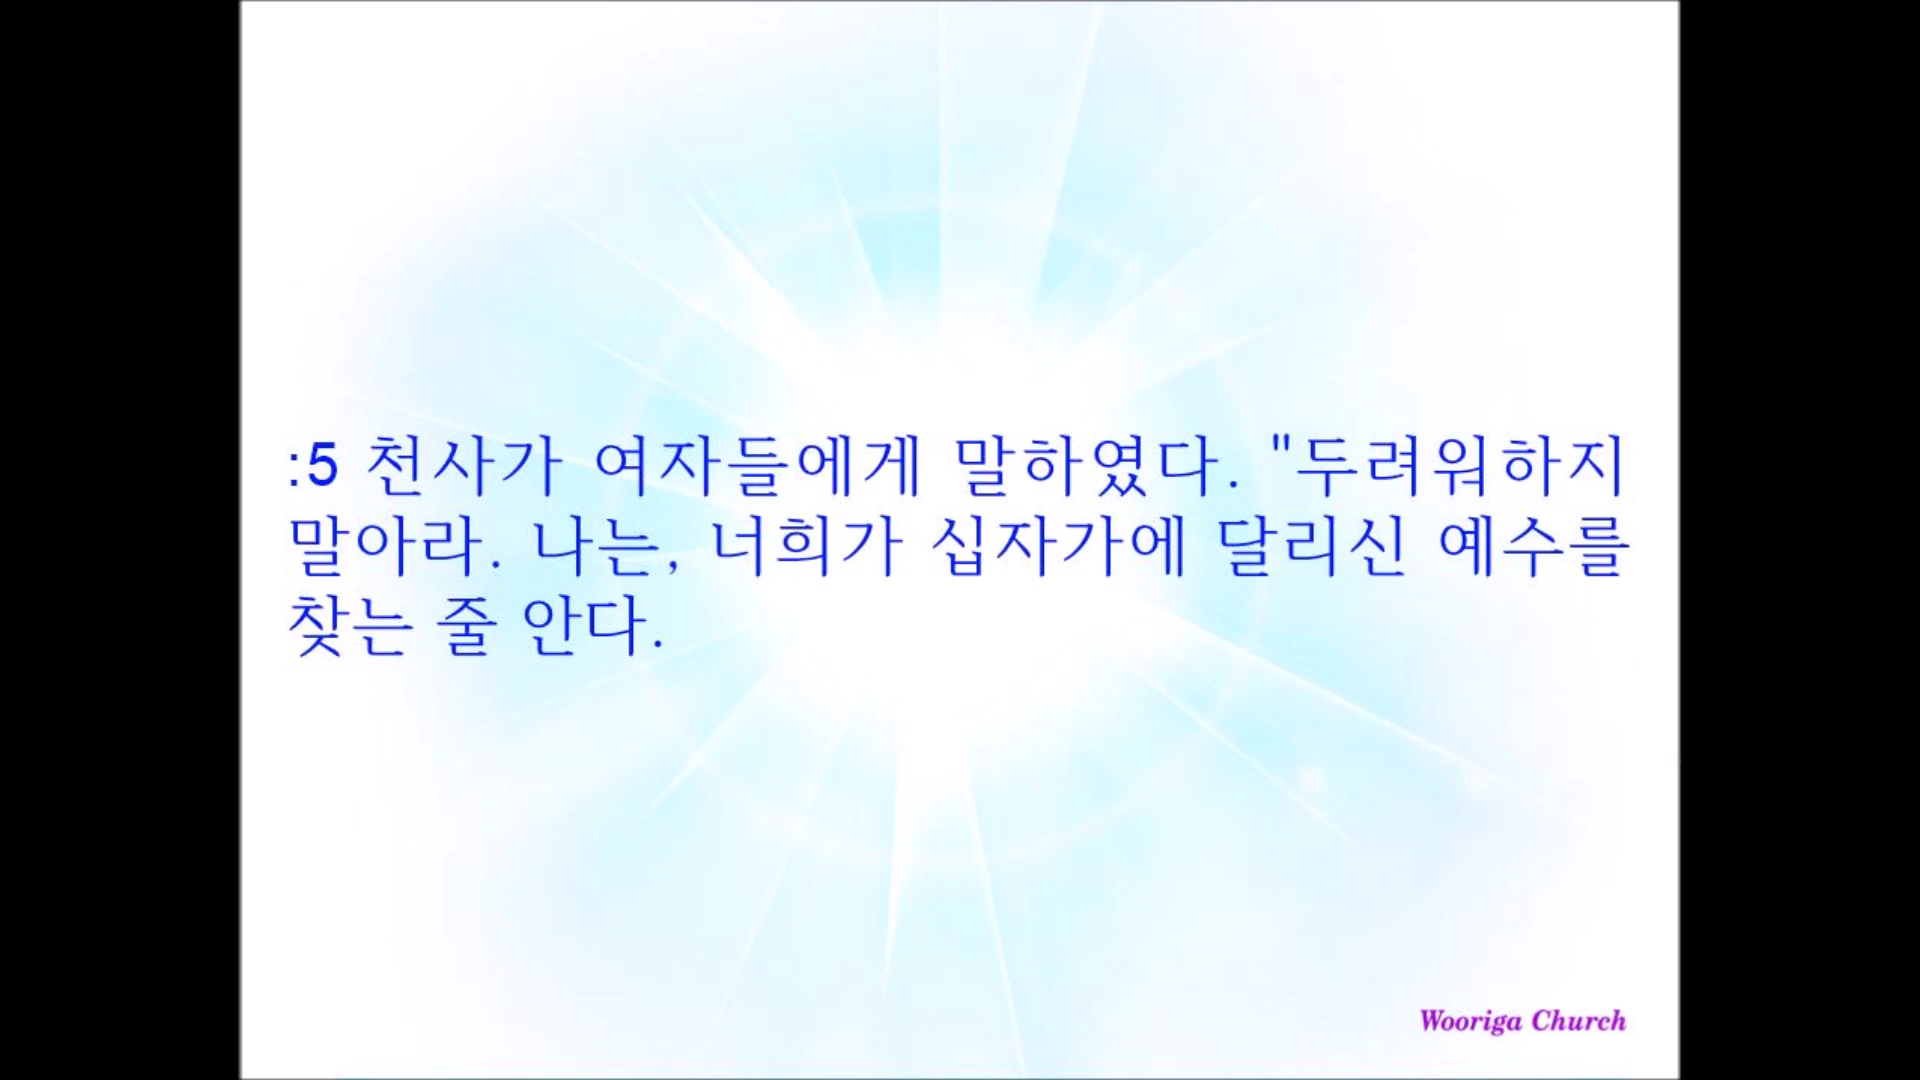 :5 천사가 여자들에게 말하였다. "두려워하지
말아라. 나는, 너희가 십자가에 달리신 예수를
찾는 줄 안다.
Wooriga Church